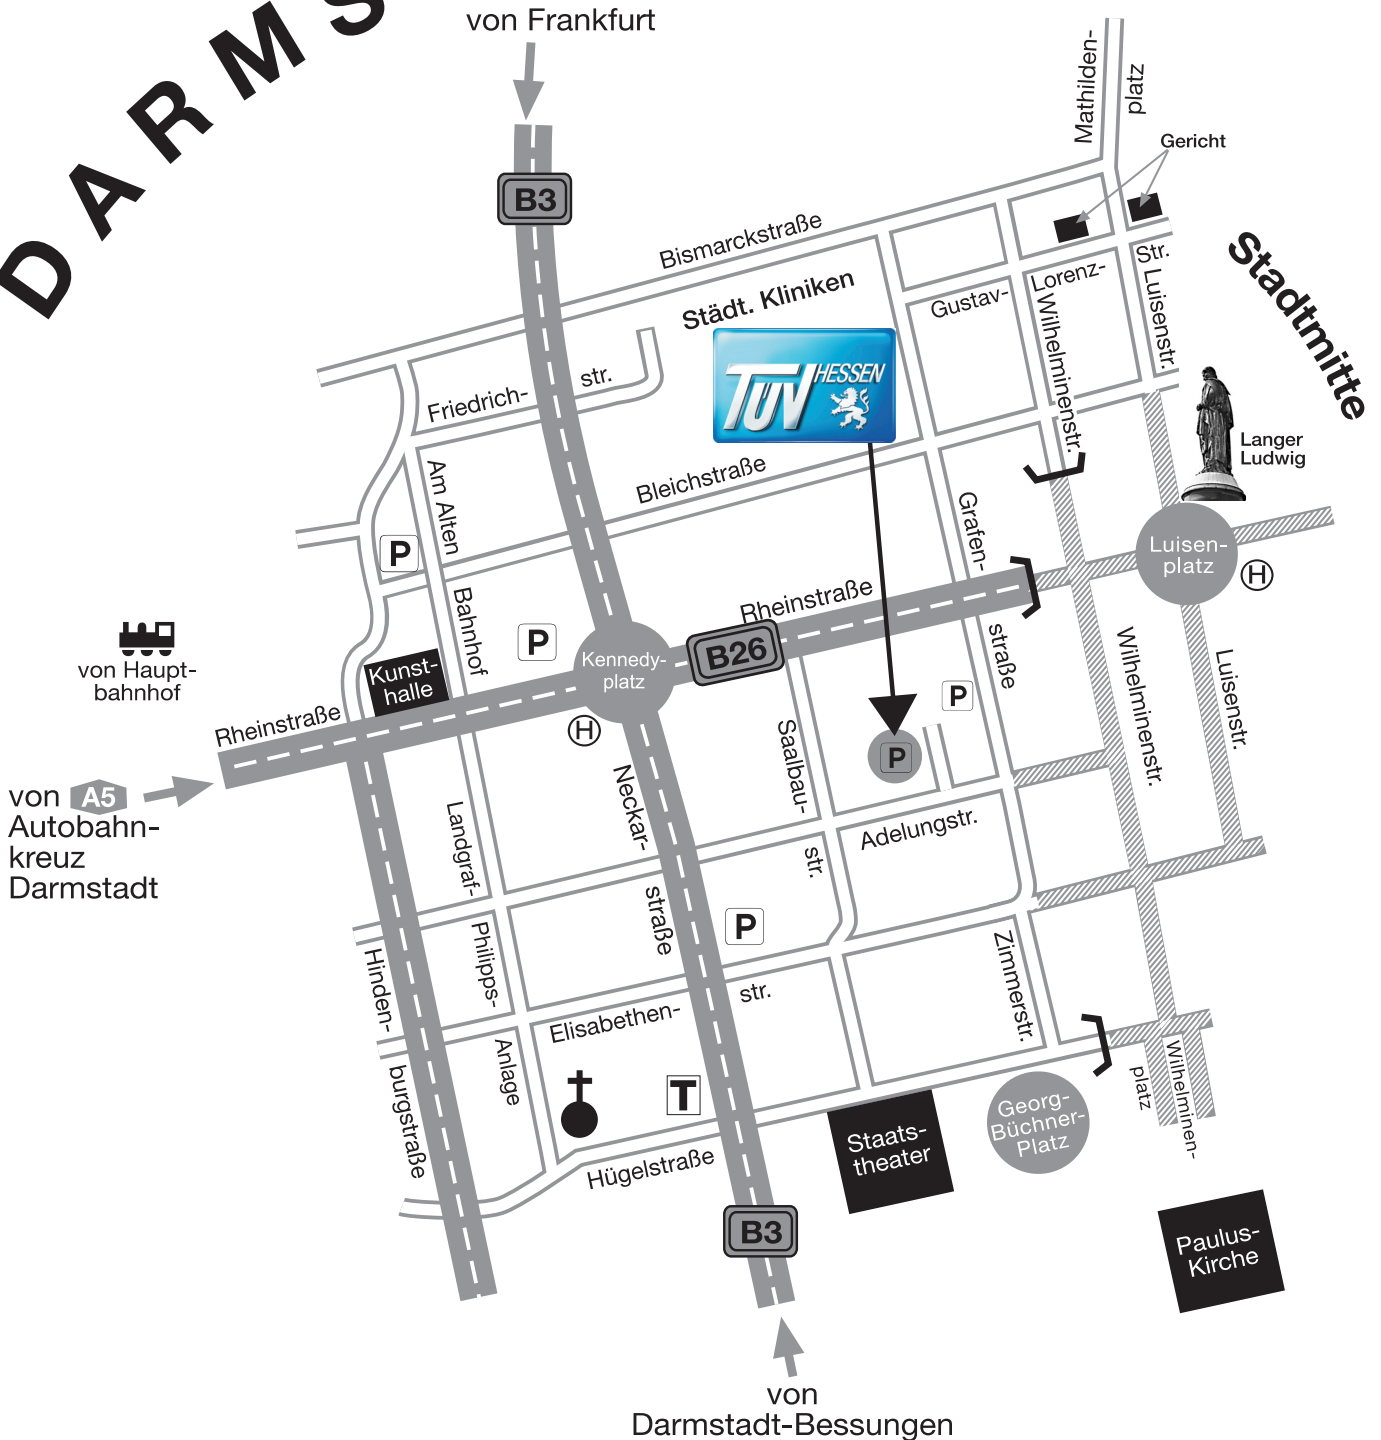 DARMS
von Frankfurt
B3
Mathilden-
platz
Gericht
Bismarckstraße
Städt. Kliniken
Gustav-
Lorenz-
Str.
Stadtmitte
Luisenstr.
Wilhelminenstr.
TÜV HESSEN
Friedrich-
str.
Langer
Ludwig
Am Alten
Bahnhof
Bleichstraße
Grafen-
straße
P
Luisen-
platz
H
Rheinstraße
B26
P
Kennedy-
platz
H
von Haupt-
bahnhof
Kunst-
halle
Rheinstraße
P
P
von A5
Autobahn-
kreuz
Darmstadt
Neckar-
straße
Saalbau-
str.
Wilhelminenstr.
Luisenstr.
Adelungstr.
Landgraf-
Philipps-
Anlage
P
Hinden-
burgstraße
Elisabethen-
str.
Zimmerstr.
T
Hügelstraße
Staats-
theater
Georg-
Büchner-
Platz
Wilhelminen-
platz
B3
Paulus-
Kirche
von
Darmstadt-Bessungen